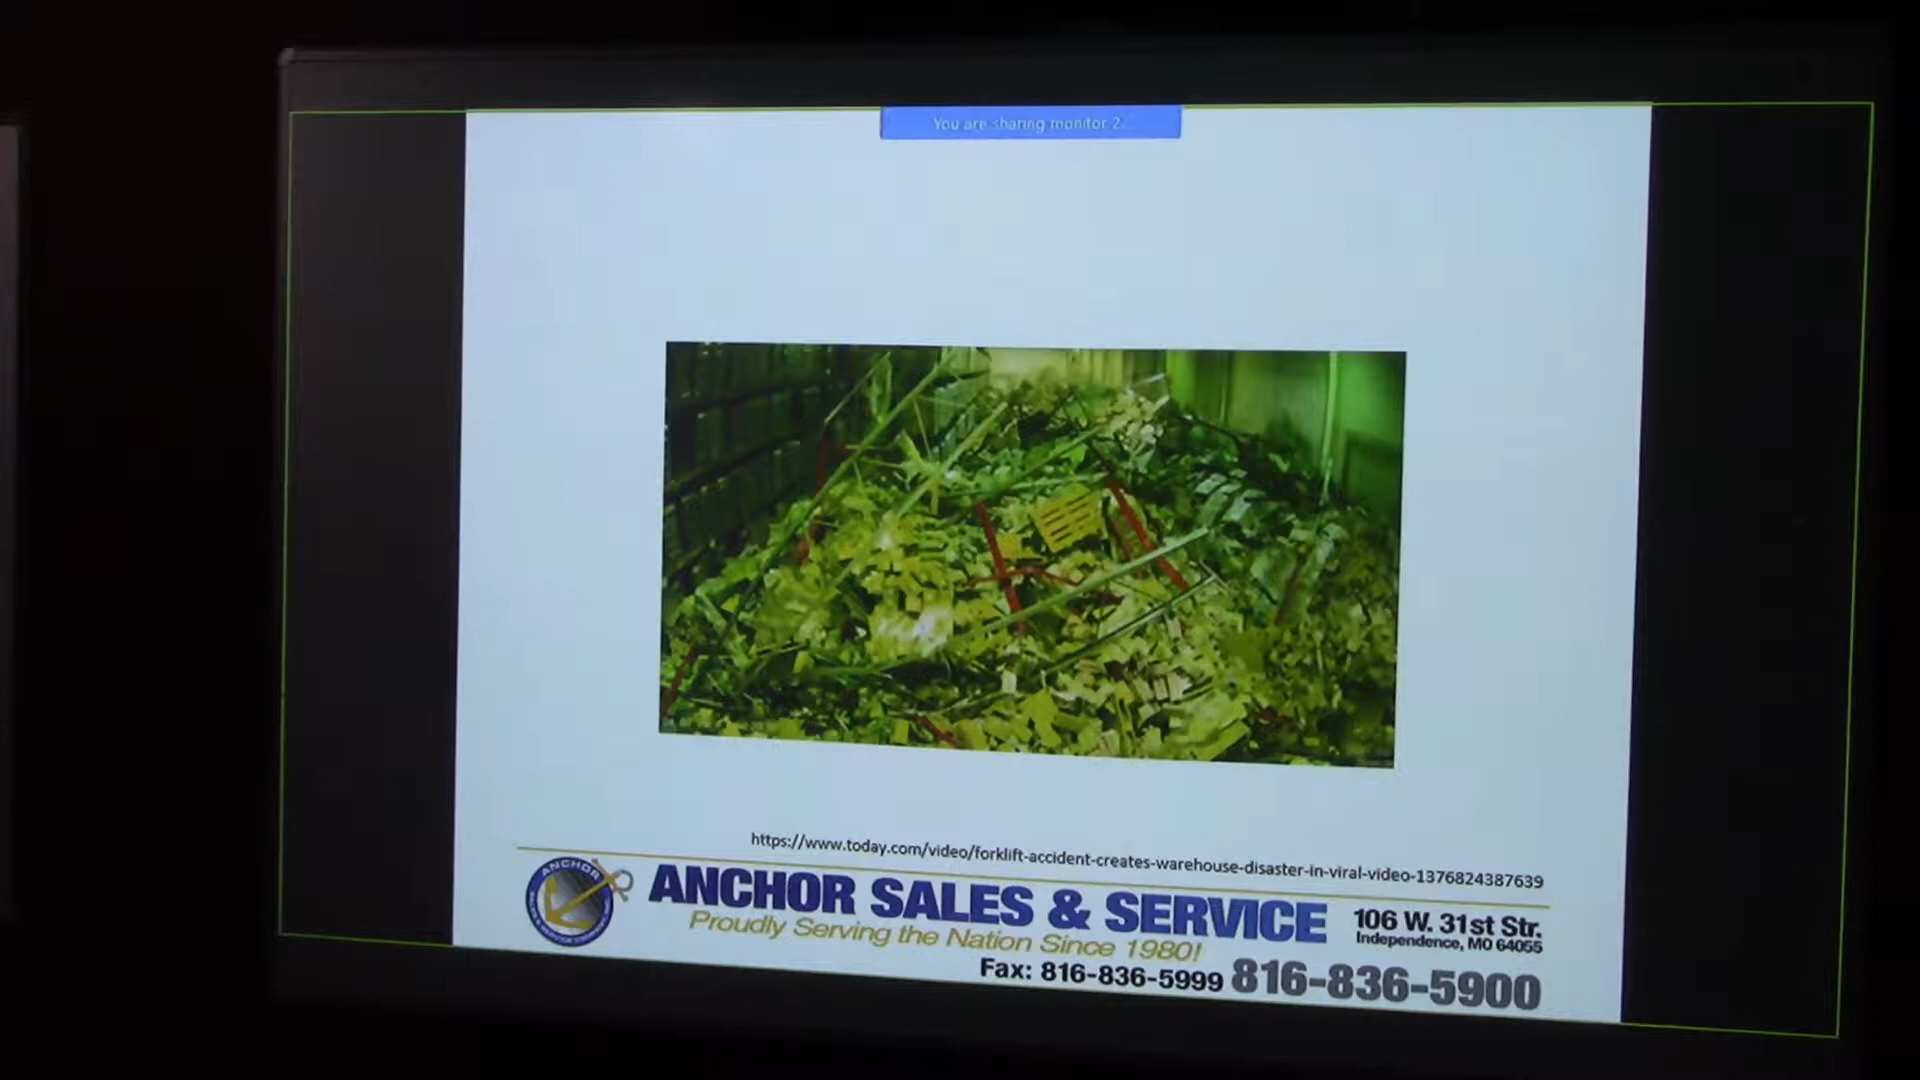 You are sharing monitor 2.
https://www.today.com/video/forklift-accident-creates-warehouse-disaster-in-viral-video-1376824387639
ANCHOR
ANCHOR SALES & SERVICE
Proudly Serving the Nation Since 1980!
106 W. 31st Str.
Independence, MO 64055
Fax: 816-836-5999 816-836-5900